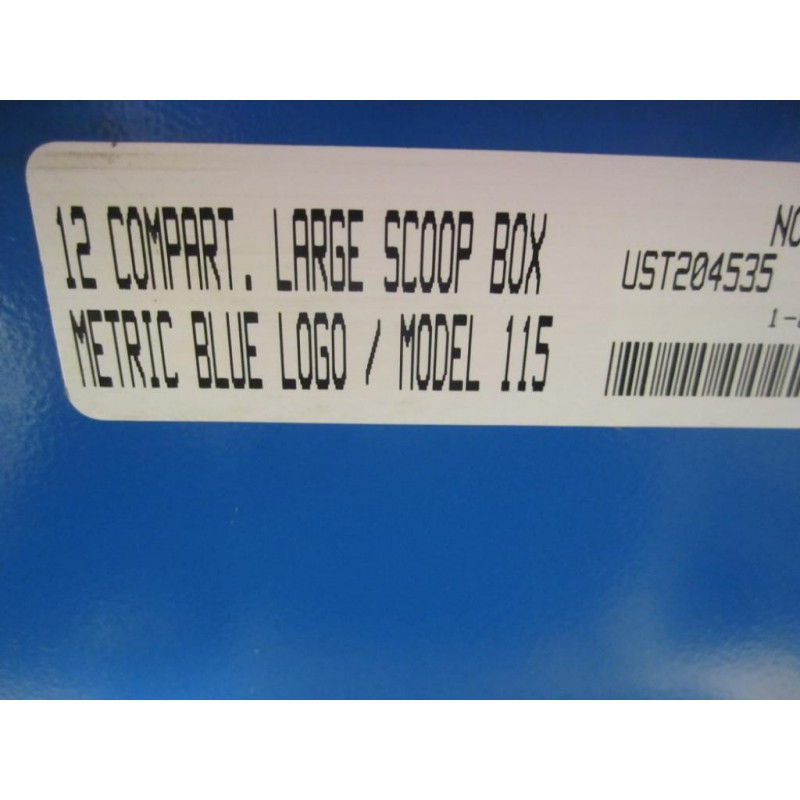 12 COMPART. LARGE SCOOP BOX
METRIC BLUE LOGO / MODEL 115
UST204535